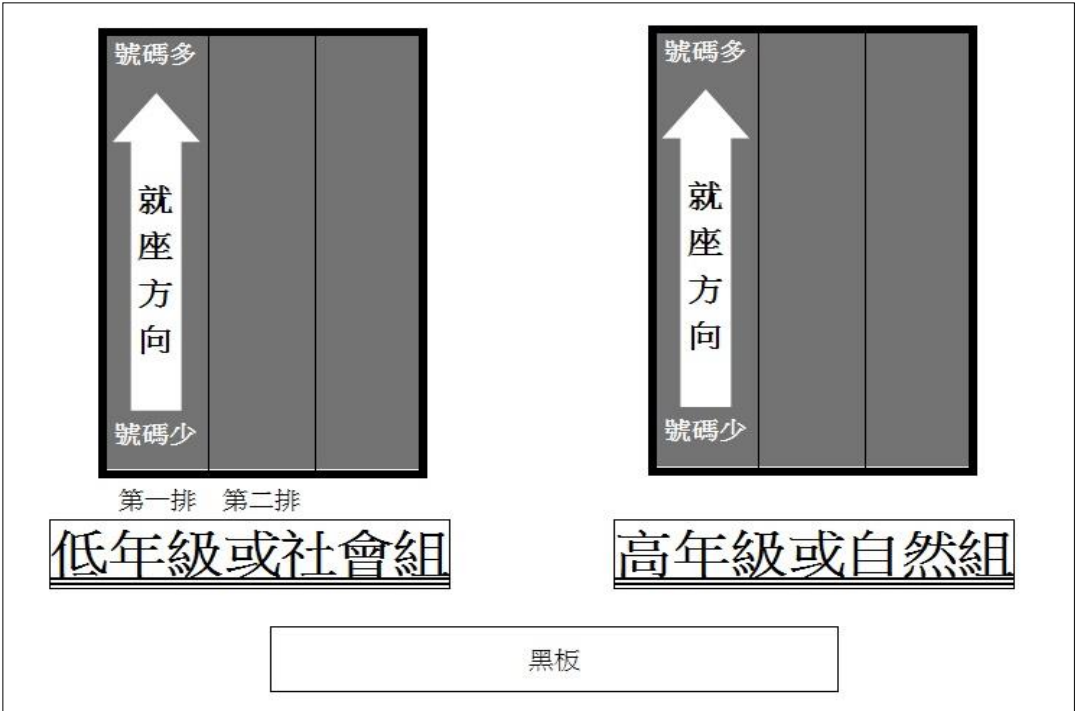 號碼多
就座方向
號碼少
第一排
第二排
低年級或社會組
號碼多
就座方向
號碼少
高年級或自然組
黑板